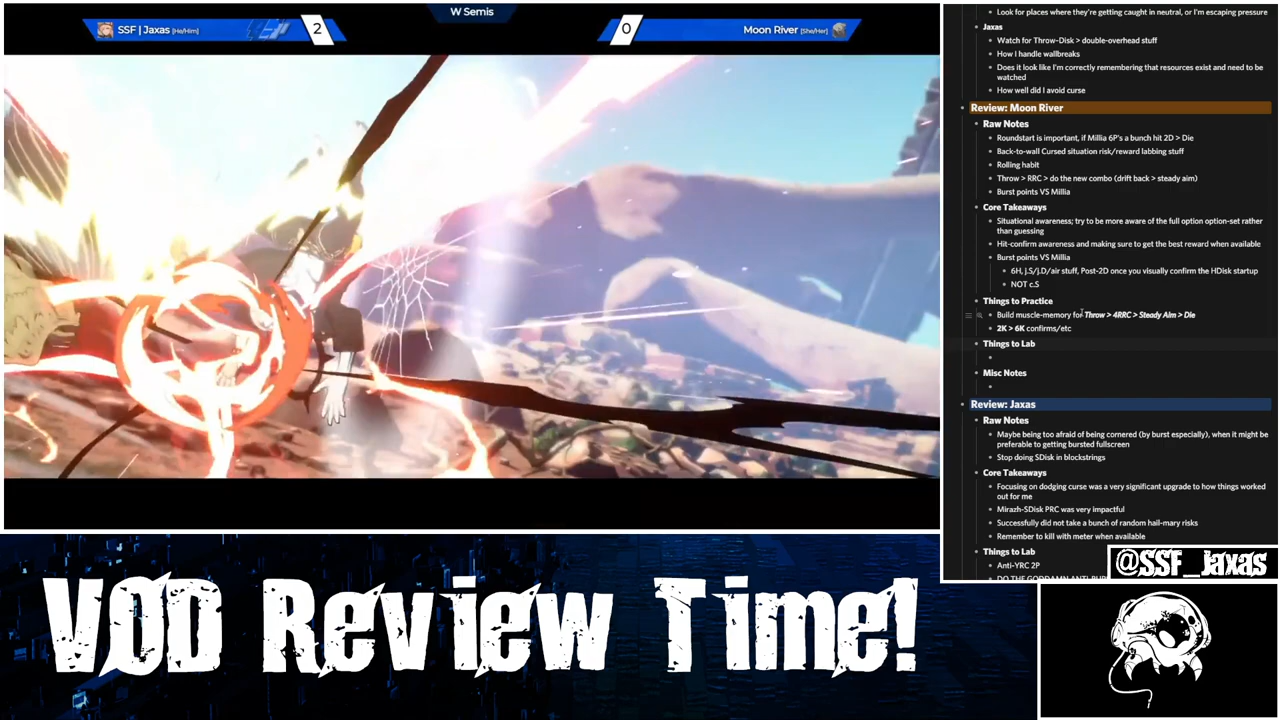 W Semis
SSF | Jaxas [He/Him]
2
0
Moon River [She/Her]
Look for places where they're getting caught in neutral, or I'm escaping pressure
Jaxas
Watch for Throw-Disk > double-overhead stuff
How I handle wallbreaks
Does it look like I'm correctly remembering that resources exist and need to be
watched
How well did I avoid curse
Review: Moon River
Raw Notes
Roundstart is important, if Millia 6P's a bunch hit 2D > Die
Back-to-wall Cursed situation risk/reward labbing stuff
Rolling habit
Throw > RRC > do the new combo (drift back > steady aim)
Burst points VS Millia
Core Takeaways
Situational awareness; try to be more aware of the full option option-set rather
than guessing
Hit-confirm awareness and making sure to get the best reward when available
Burst points VS Millia
6H, j.S/j.D/air stuff, Post-2D once you visually confirm the HDisk startup
NOT c.S
Things to Practice
Build muscle-memory for Throw > 4RRC > Steady Aim > Die
2K > 6K confirms/etc
Things to Lab
Misc Notes
Review: Jaxas
Raw Notes
Maybe being too afraid of being cornered (by burst especially), when it might be
preferable to getting bursted fullscreen
Stop doing SDisk in blockstrings
Core Takeaways
Focusing on dodging curse was a very significant upgrade to how things worked
out for me
Mirazh-SDisk PRC was very impactful
Successfully did not take a bunch of random hail-mary risks
Remember to kill with meter when available
Things to Lab
Anti-YRC 2P
@SSF_Jaxas
VOD Review Time!